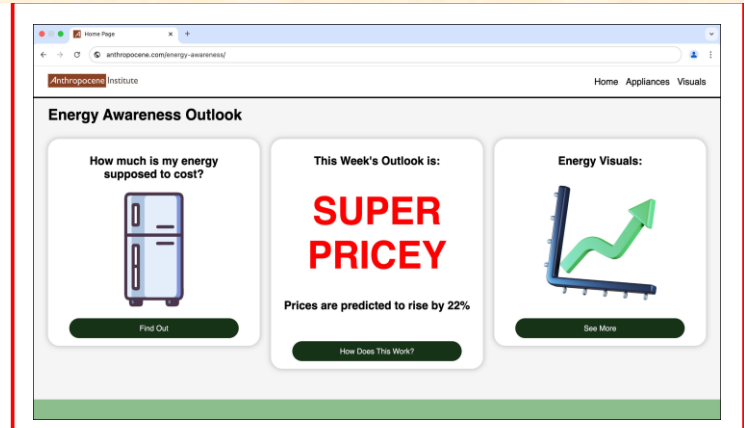 Home Page
anthropocene.com/energy-awareness/
Anthropocene Institute
Home Appliances Visuals
Energy Awareness Outlook
How much is my energy
supposed to cost?
Find Out
This Week's Outlook is:
SUPER
PRICEY
Prices are predicted to rise by 22%
How Does This Work?
Energy Visuals:
See More